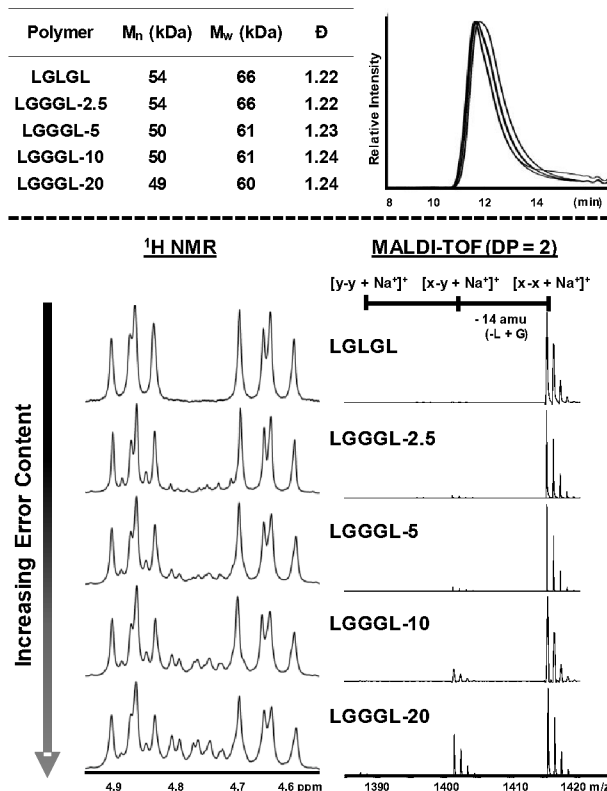 Polymer Mn (kDa) Mw (kDa) Đ
LGLGL 54 66 1.22
LGGGL-2.5 54 66 1.22
LGGGL-5 50 61 1.23
LGGGL-10 50 61 1.24
LGGGL-20 49 60 1.24
Relative Intensity
8 10 12 14 (min)
¹H NMR
MALDI-TOF (DP = 2)
[y-y + Na⁺]⁺ [x-y + Na⁺]⁺ [x-x + Na⁺]⁺
- 14 amu
(-L + G)
Increasing Error Content
LGLGL
LGGGL-2.5
LGGGL-5
LGGGL-10
LGGGL-20
4.9 4.8 4.7 4.6 ppm
1390 1400 1410 1420 m/z